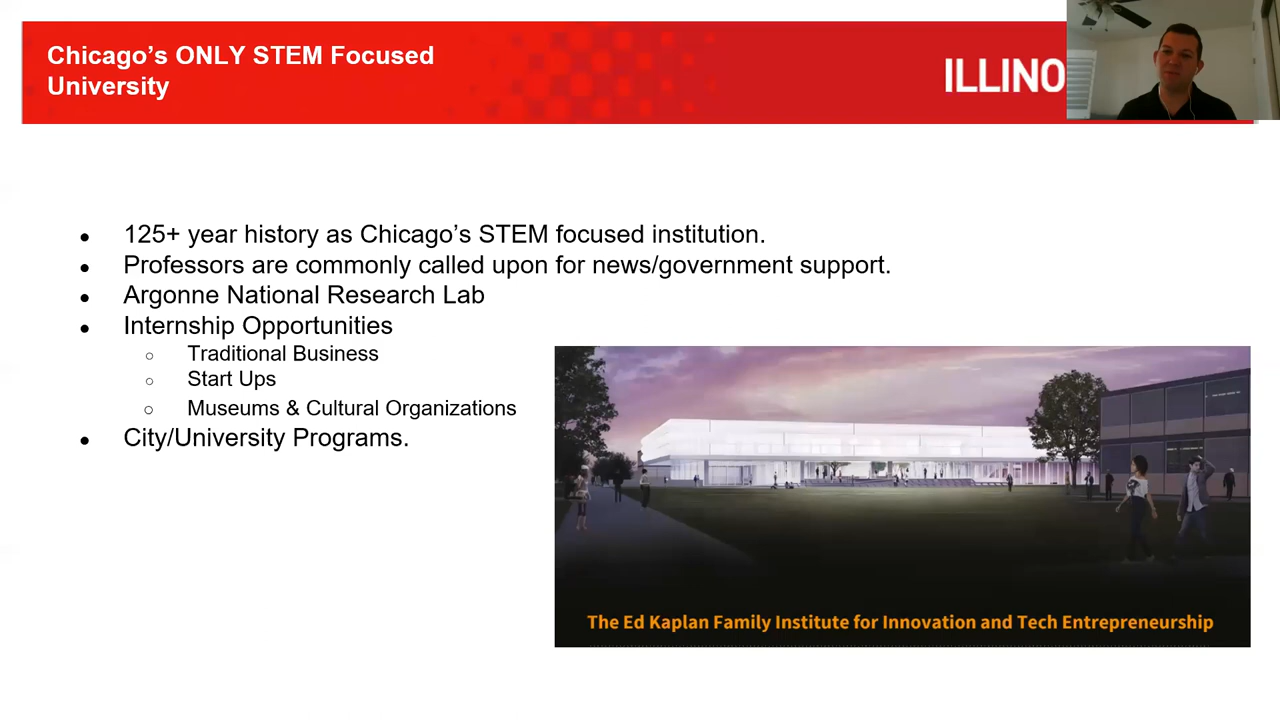 Chicago's ONLY STEM Focused
University
ILLINO
● 125+ year history as Chicago's STEM focused institution.
● Professors are commonly called upon for news/government support.
● Argonne National Research Lab
● Internship Opportunities
○ Traditional Business
○ Start Ups
○ Museums & Cultural Organizations
● City/University Programs.
The Ed Kaplan Family Institute for Innovation and Tech Entrepreneurship